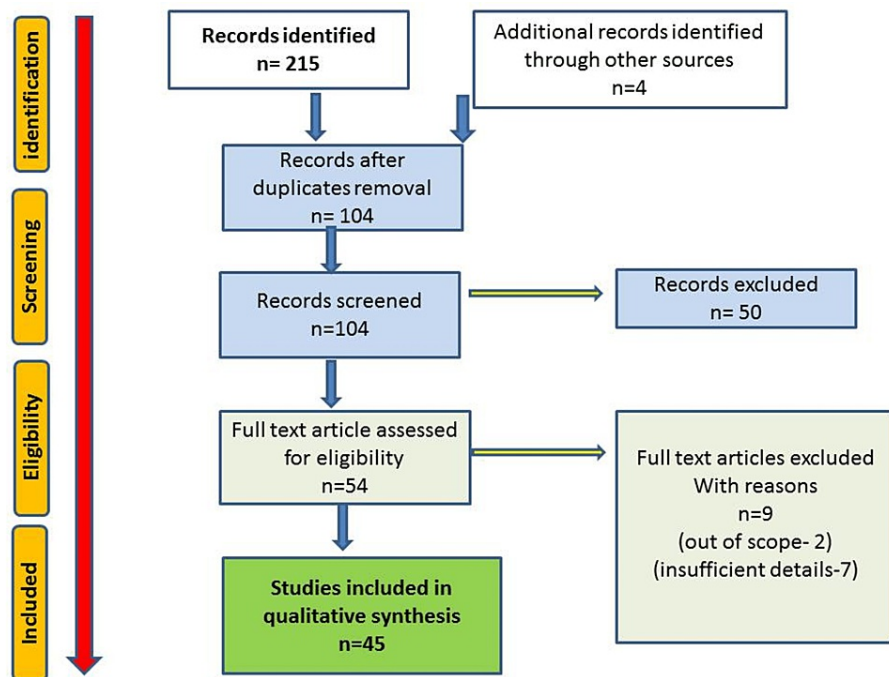 identification
Records identified
n= 215
Additional records identified
through other sources
n=4
Records after
duplicates removal
n= 104
Screening
Records screened
n=104
Records excluded
n= 50
Eligibility
Full text article assessed
for eligibility
n=54
Full text articles excluded
With reasons
n=9
(out of scope- 2)
(insufficient details-7)
Included
Studies included in
qualitative synthesis
n=45